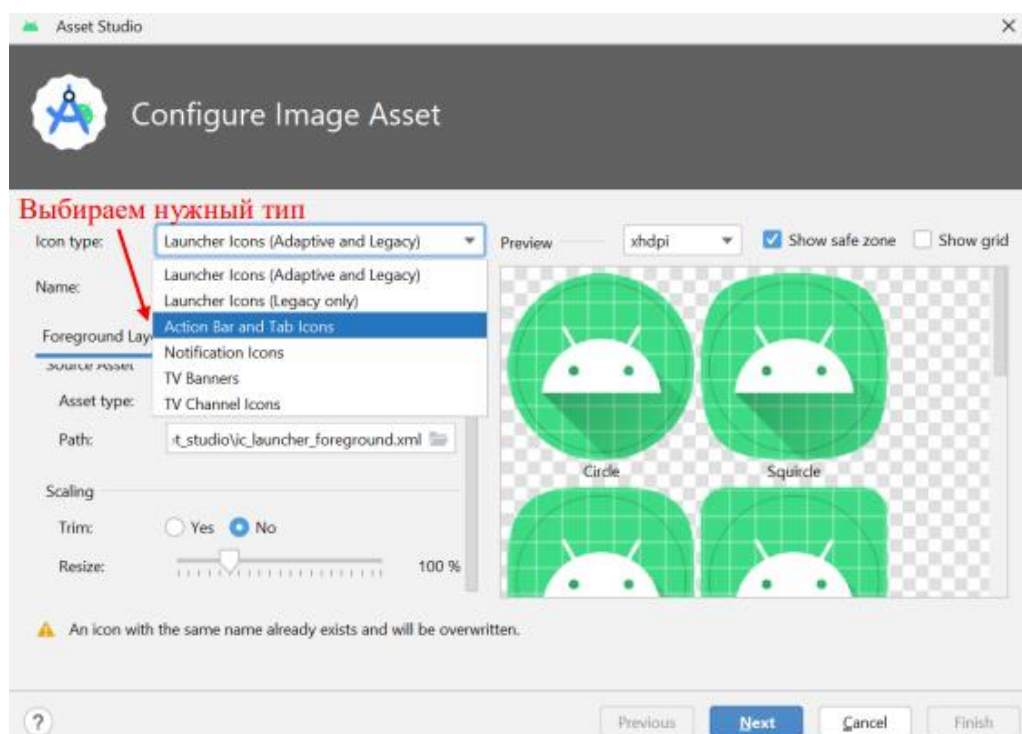 Asset Studio
Configure Image Asset
Выбираем нужный тип
Icon type:
Launcher Icons (Adaptive and Legacy)
Preview
xhdpi
Show safe zone
Show grid
Name:
Launcher Icons (Adaptive and Legacy)
Launcher Icons (Legacy only)
Action Bar and Tab Icons
Notification Icons
TV Banners
TV Channel Icons
Foreground Lay
Source Asset
Asset type:
Path:
t_studio\ic_launcher_foreground.xml
Circle
Squircle
Scaling
Trim:
Yes
No
Resize:
100 %
An icon with the same name already exists and will be overwritten.
?
Previous
Next
Cancel
Finish